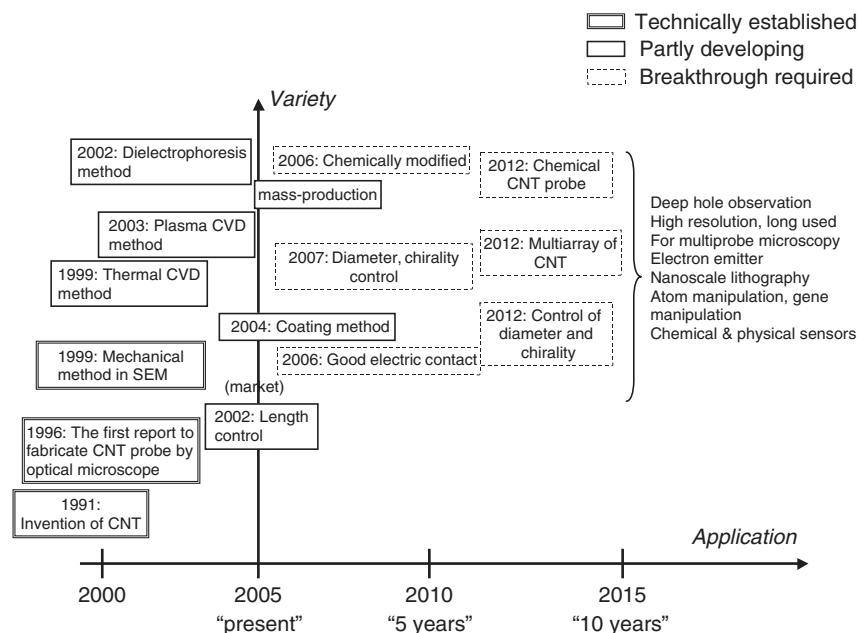 Technically established
Partly developing
Breakthrough required
Variety
2002: Dielectrophoresis
method
2006: Chemically modified
2012: Chemical
CNT probe
mass-production
2003: Plasma CVD
method
1999: Thermal CVD
method
2007: Diameter, chirality
control
2012: Multiarray of
CNT
2004: Coating method
2012: Control of
diameter and
chirality
1999: Mechanical
method in SEM
2006: Good electric contact
(market)
2002: Length
control
1996: The first report to
fabricate CNT probe by
optical microscope
1991:
Invention of CNT
Deep hole observation
High resolution, long used
For multiprobe microscopy
Electron emitter
Nanoscale lithography
Atom manipulation, gene
manipulation
Chemical & physical sensors
Application
2000
2005
2010
2015
“present”
“5 years”
“10 years”